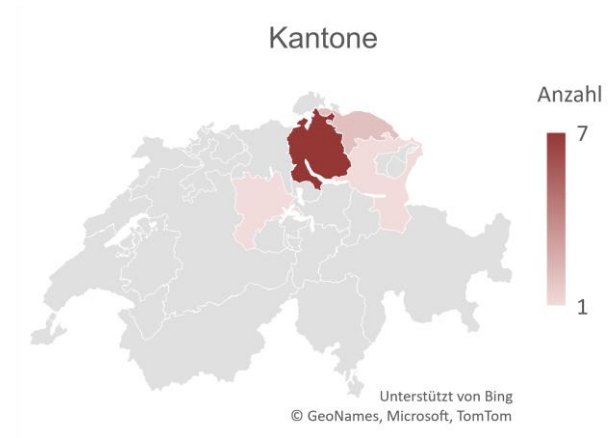 Kantone
Anzahl
7
1
Unterstützt von Bing
© GeoNames, Microsoft, TomTom